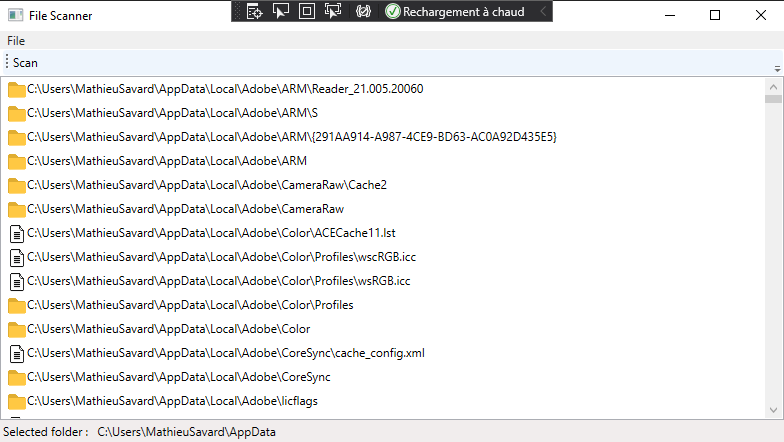 File Scanner
Rechargement à chaud
File
Scan
C:\Users\MathieuSavard\AppData\Local\Adobe\ARM\Reader_21.005.20060
C:\Users\MathieuSavard\AppData\Local\Adobe\ARM\S
C:\Users\MathieuSavard\AppData\Local\Adobe\ARM\{291AA914-A987-4CE9-BD63-AC0A92D435E5}
C:\Users\MathieuSavard\AppData\Local\Adobe\ARM
C:\Users\MathieuSavard\AppData\Local\Adobe\CameraRaw\Cache2
C:\Users\MathieuSavard\AppData\Local\Adobe\CameraRaw
C:\Users\MathieuSavard\AppData\Local\Adobe\Color\ACECache11.lst
C:\Users\MathieuSavard\AppData\Local\Adobe\Color\Profiles\wscRGB.icc
C:\Users\MathieuSavard\AppData\Local\Adobe\Color\Profiles\wsRGB.icc
C:\Users\MathieuSavard\AppData\Local\Adobe\Color\Profiles
C:\Users\MathieuSavard\AppData\Local\Adobe\Color
C:\Users\MathieuSavard\AppData\Local\Adobe\CoreSync\cache_config.xml
C:\Users\MathieuSavard\AppData\Local\Adobe\CoreSync
C:\Users\MathieuSavard\AppData\Local\Adobe\licflags
Selected folder : C:\Users\MathieuSavard\AppData